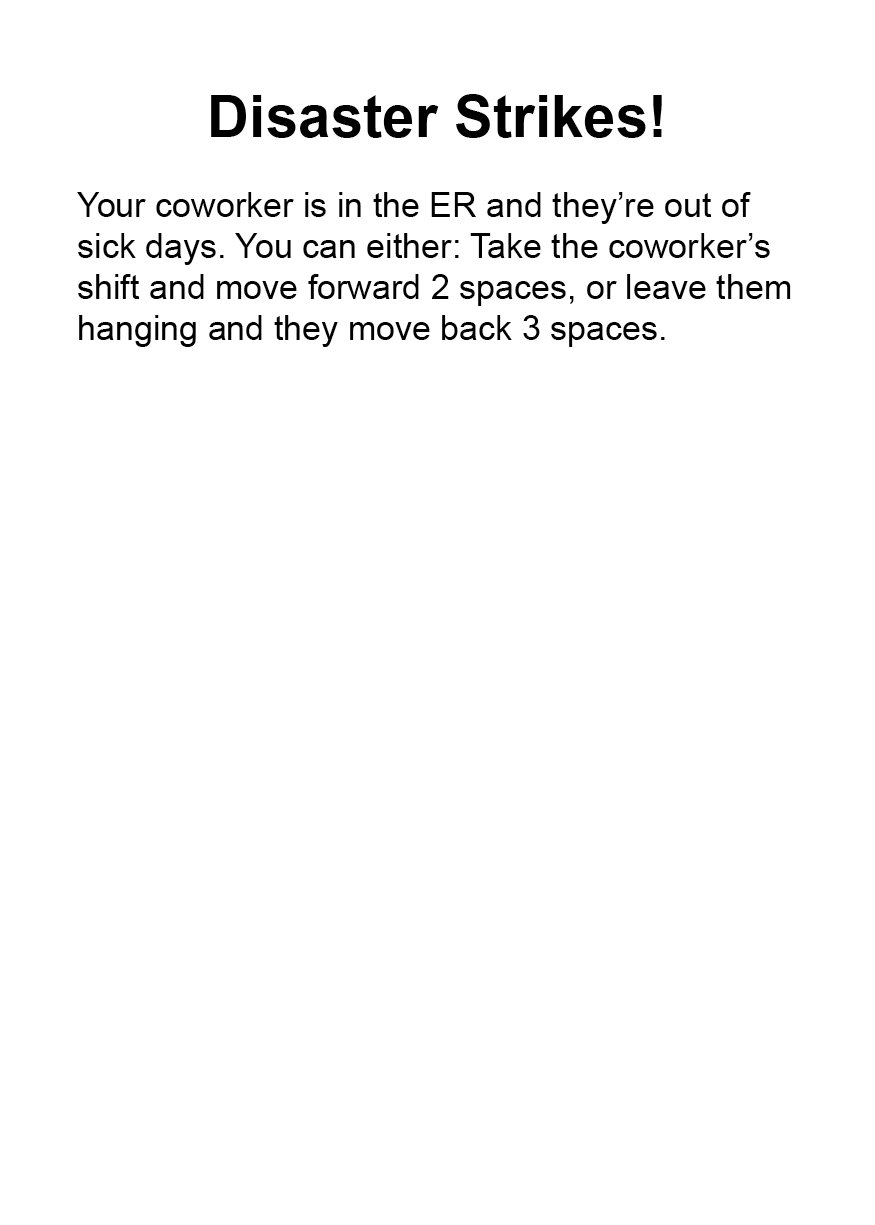 Disaster Strikes!
Your coworker is in the ER and they’re out of
sick days. You can either: Take the coworker’s
shift and move forward 2 spaces, or leave them
hanging and they move back 3 spaces.